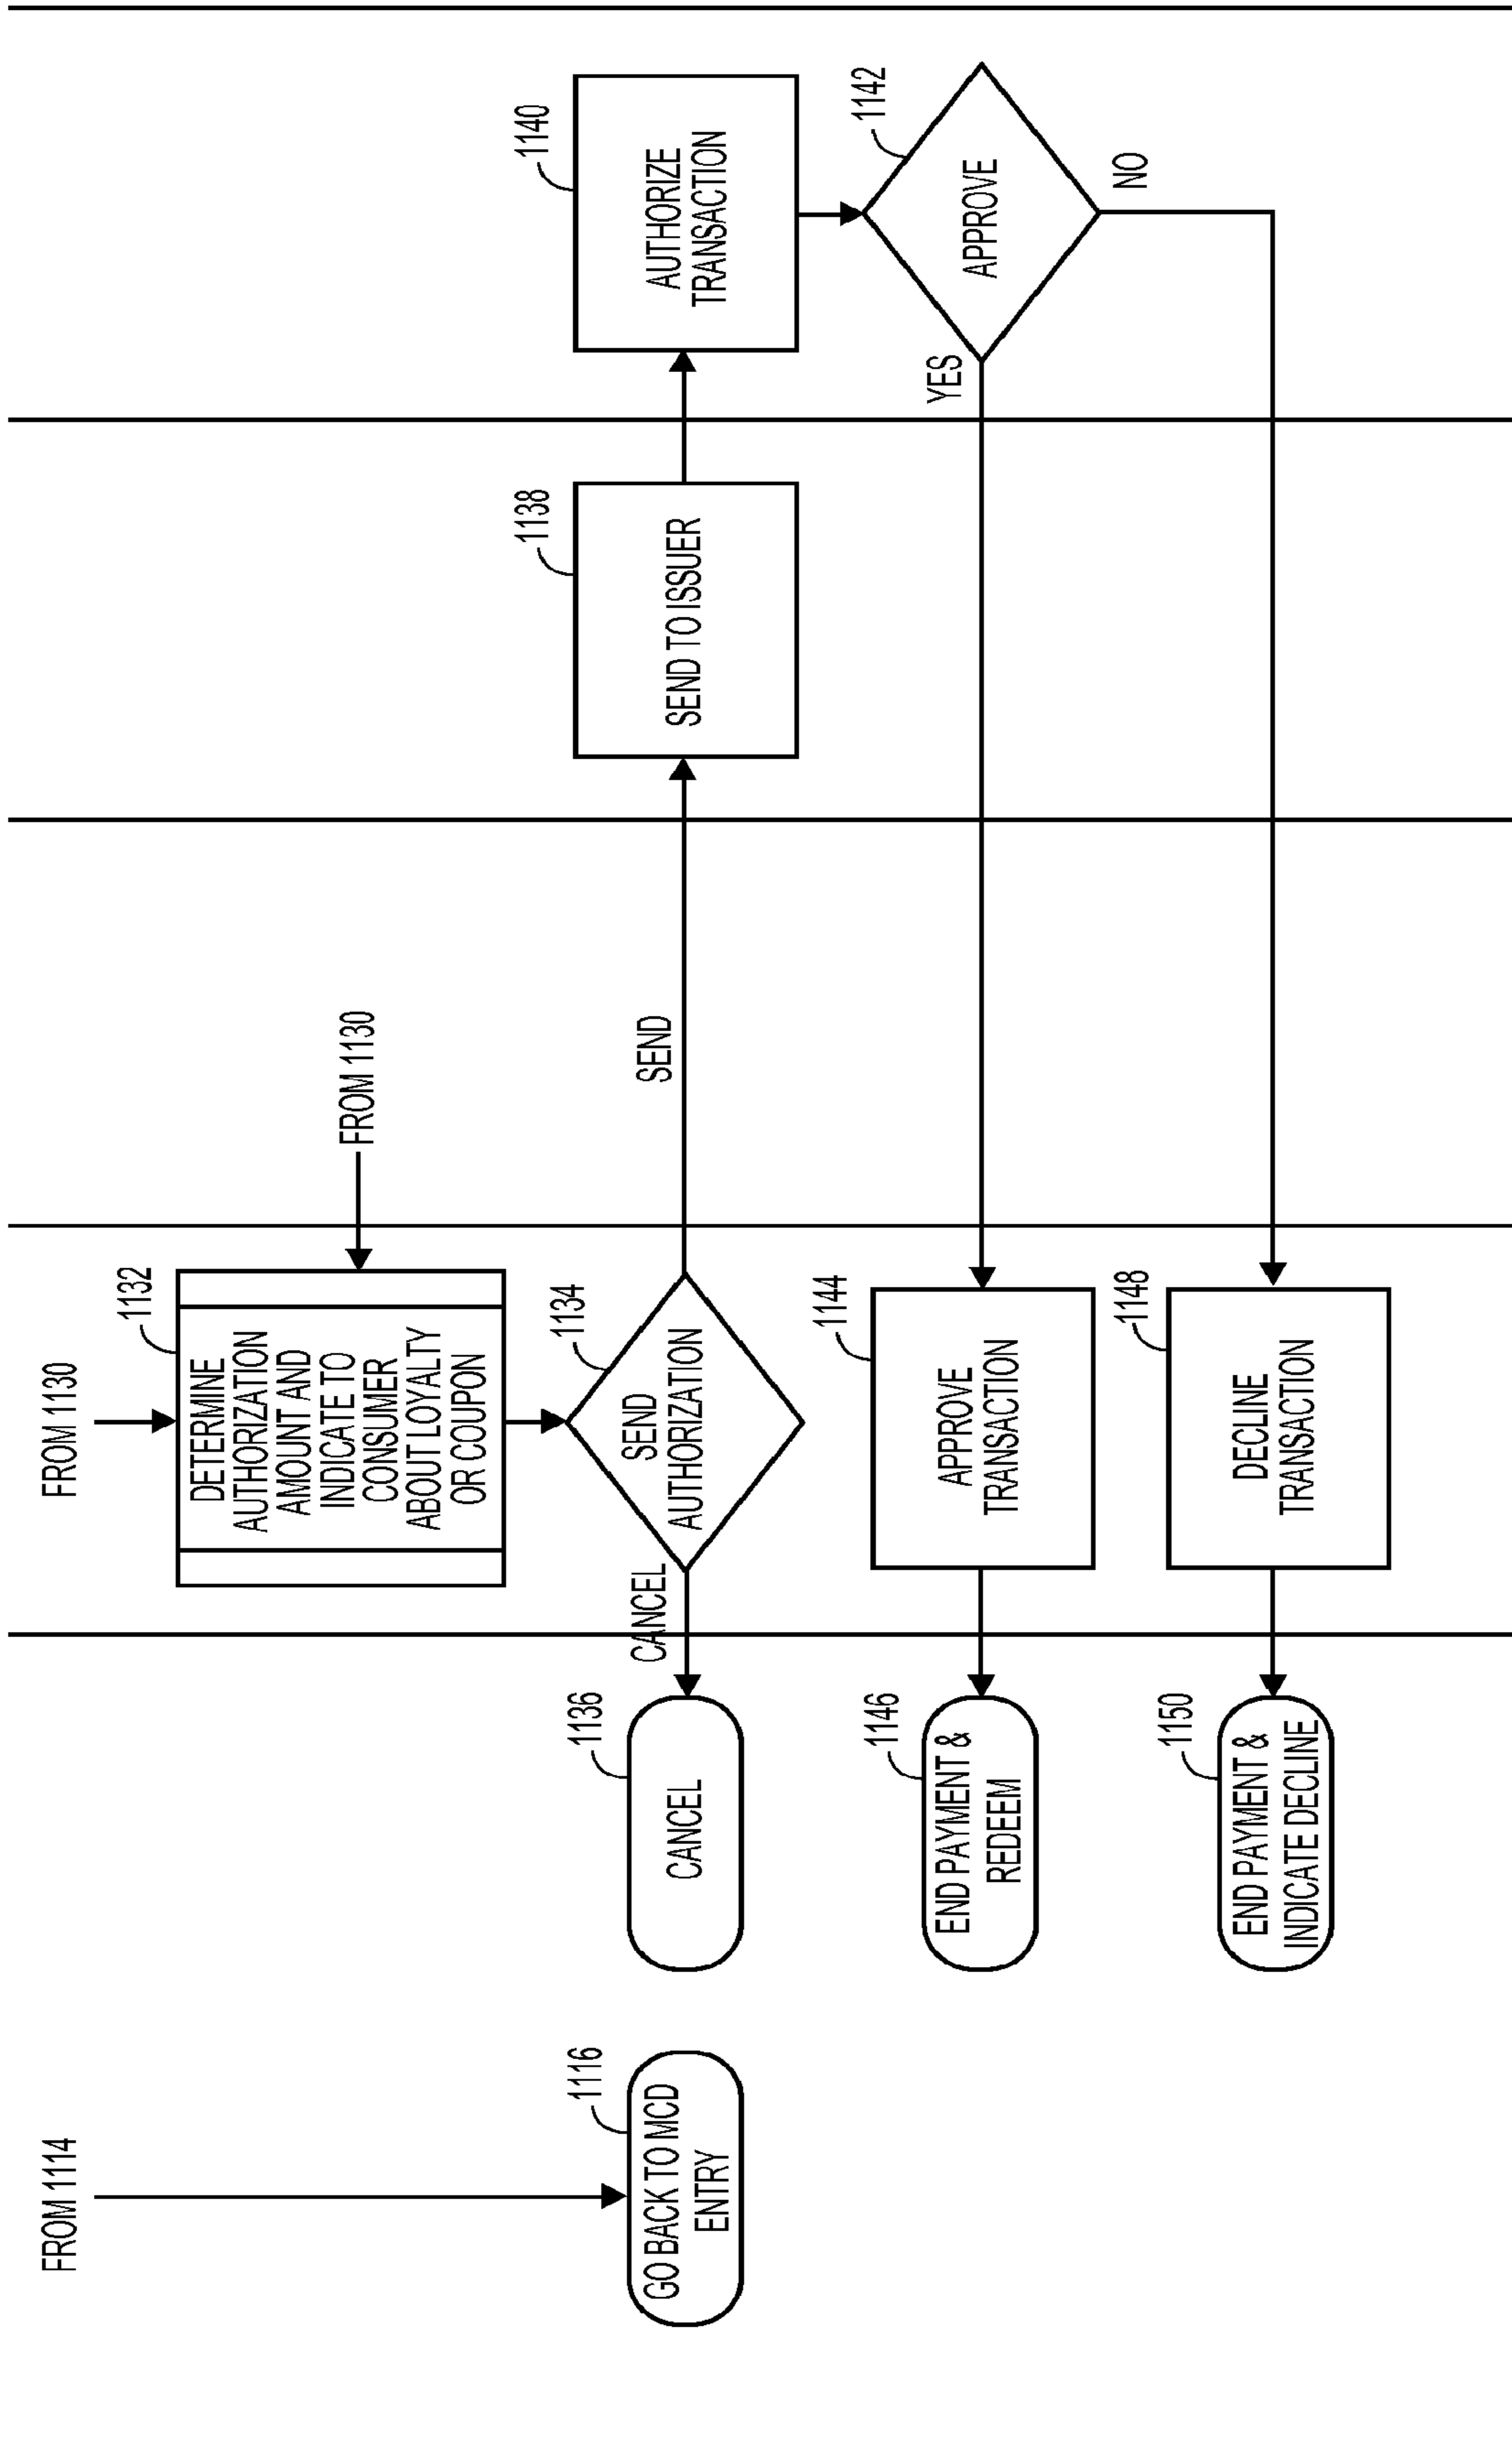 FROM 1114
FROM 1130
1132
DETERMINE
AUTHORIZATION
AMOUNT AND
INDICATE TO
CONSUMER
ABOUT LOYALTY
OR COUPON
FROM 1130
1116
GO BACK TO MCD
ENTRY
1136
CANCEL
CANCEL
1134
SEND
AUTHORIZATION
SEND
1138
SEND TO ISSUER
1140
AUTHORIZE
TRANSACTION
1146
END PAYMENT &
REDEEM
1144
APPROVE
TRANSACTION
YES
1142
APPROVE
NO
1150
END PAYMENT &
INDICATE DECLINE
1148
DECLINE
TRANSACTION